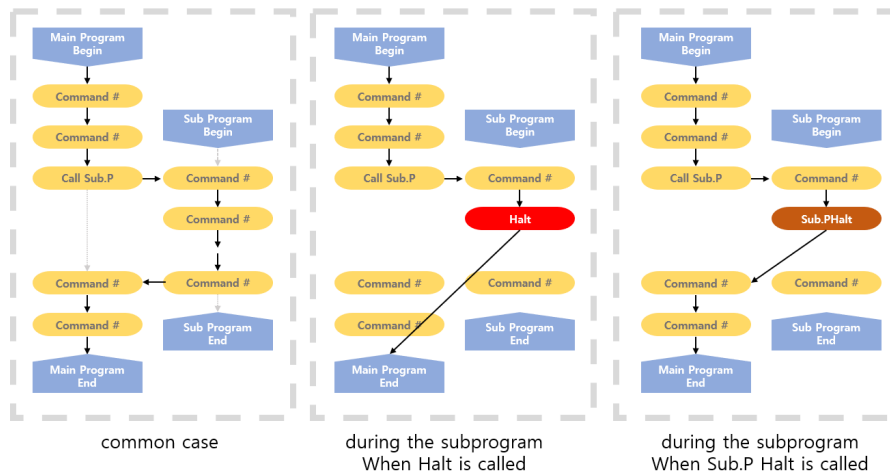 Main Program
Begin
Command #
Command #
Sub Program
Begin
Call Sub.P
Command #
Command #
Command #
Command #
Command #
Sub Program
End
Main Program
End
common case
Main Program
Begin
Command #
Command #
Sub Program
Begin
Call Sub.P
Command #
Halt
Command #
Command #
Command #
Sub Program
End
Main Program
End
during the subprogram
When Halt is called
Main Program
Begin
Command #
Command #
Sub Program
Begin
Call Sub.P
Command #
Sub.PHalt
Command #
Command #
Command #
Sub Program
End
Main Program
End
during the subprogram
When Sub.P Halt is called